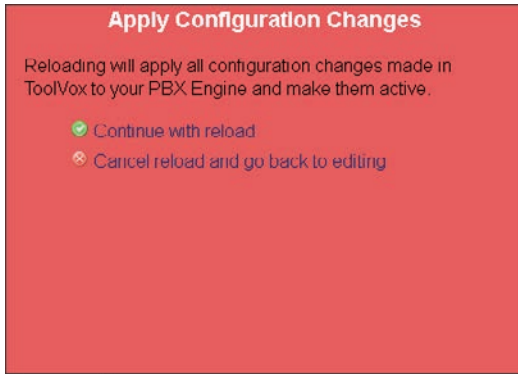 Apply Configuration Changes
Reloading will apply all configuration changes made in
ToolVox to your PBX Engine and make them active.
Continue with reload
Cancel reload and go back to editing